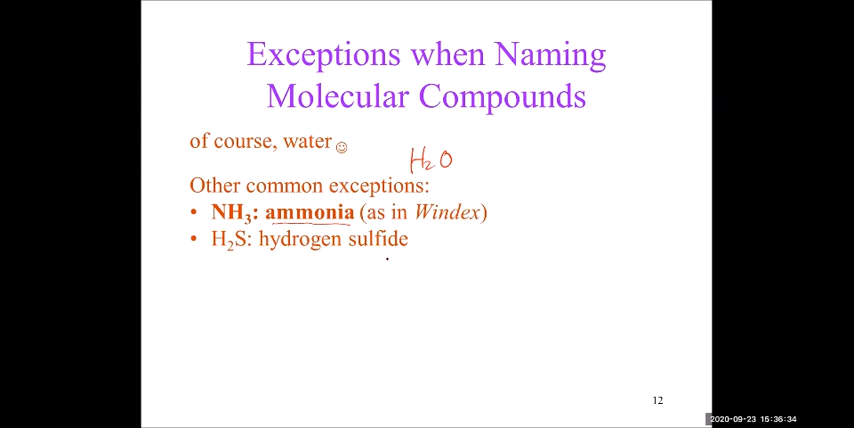 Exceptions when Naming
Molecular Compounds
of course, water ☺
H₂O
Other common exceptions:
• NH₃: ammonia (as in Windex)
• H₂S: hydrogen sulfide
12
2020-09-23 15:36:34